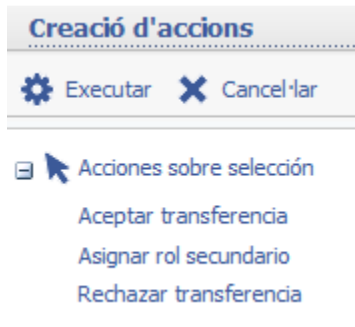 Creació d'accions
Executar Cancel·lar
Acciones sobre selección
Aceptar transferencia
Asignar rol secundario
Rechazar transferencia